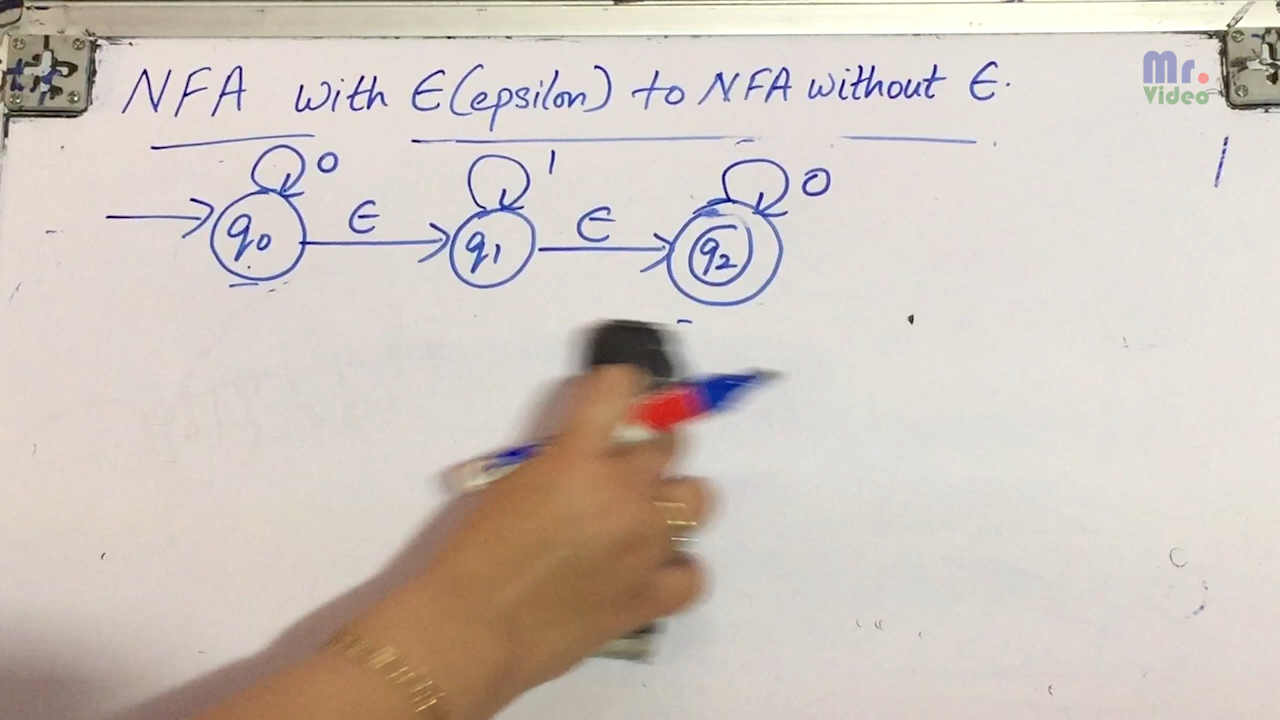 NFA with ϵ(epsilon) to NFA without ϵ.
Mr.
Video
0 1 0
ϵ ϵ
q0 q1 q2